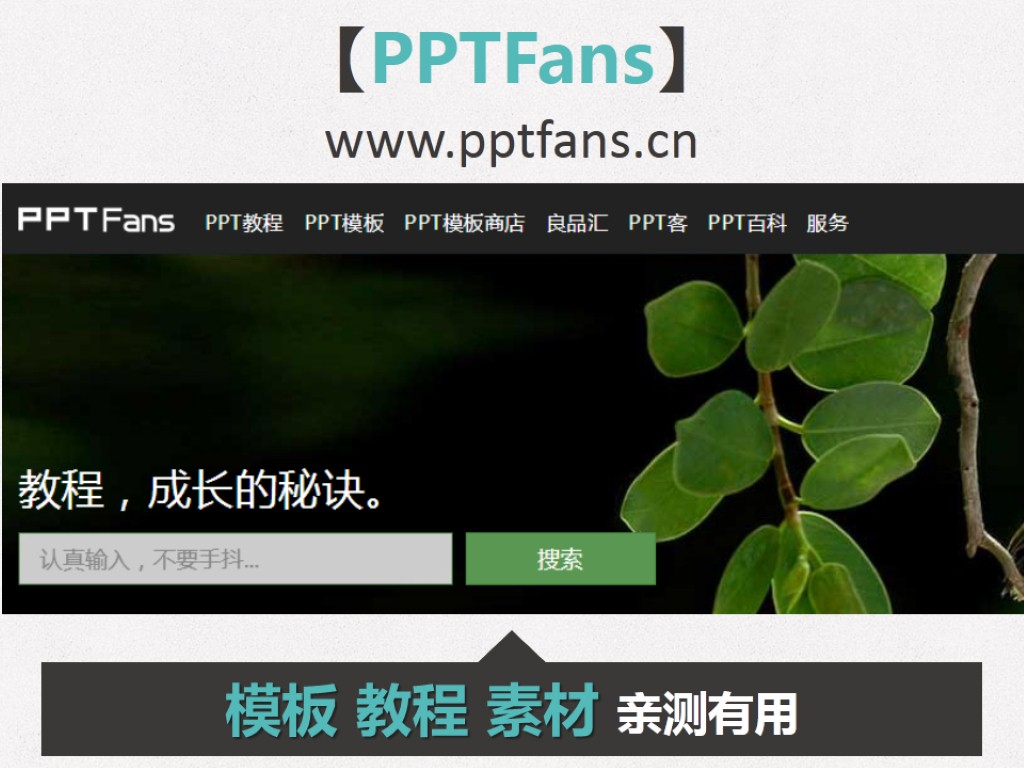 【PPTFans】
www.pptfans.cn
PPTFans PPT教程 PPT模板 PPT模板商店 良品汇 PPT客 PPT百科 服务
教程，成长的秘诀。
认真输入，不要手抖... 搜索
模板 教程 素材 亲测有用